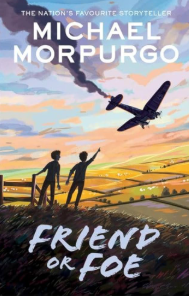 THE NATION'S FAVOURITE STORYTELLER
MICHAEL
MORPURGO
FRIEND
OR FOE